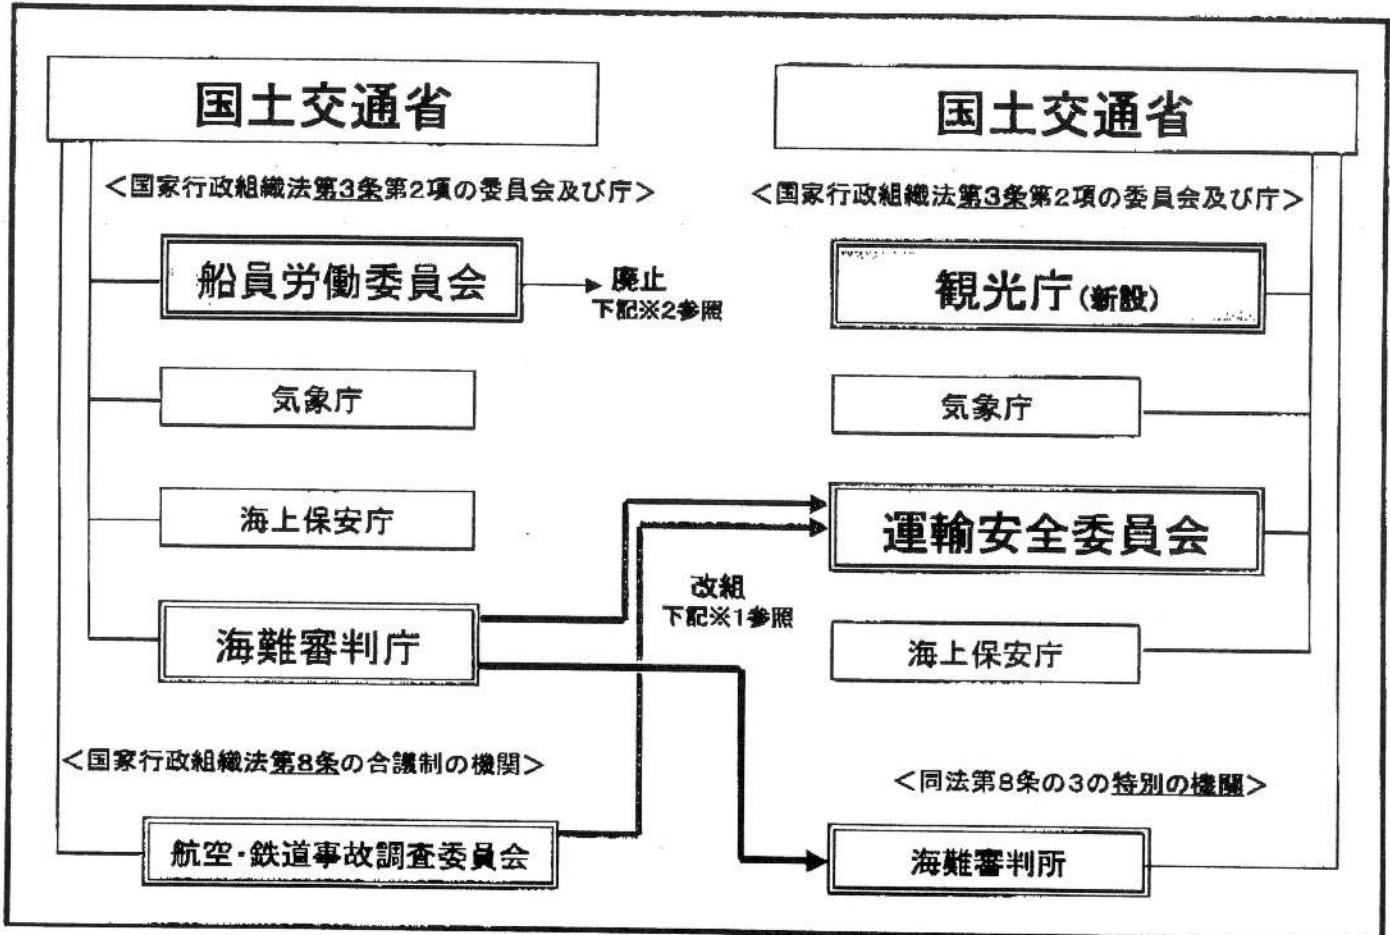 国土交通省
<国家行政組織法第3条第2項の委員会及び庁>
船員労働委員会
廃止
下記※2参照
気象庁
海上保安庁
海難審判庁
<国家行政組織法第8条の合議制の機関>
航空・鉄道事故調査委員会
改組
下記※1参照
国土交通省
<国家行政組織法第3条第2項の委員会及び庁>
観光庁(新設)
気象庁
運輸安全委員会
海上保安庁
<同法第8条の3の特別の機関>
海難審判所